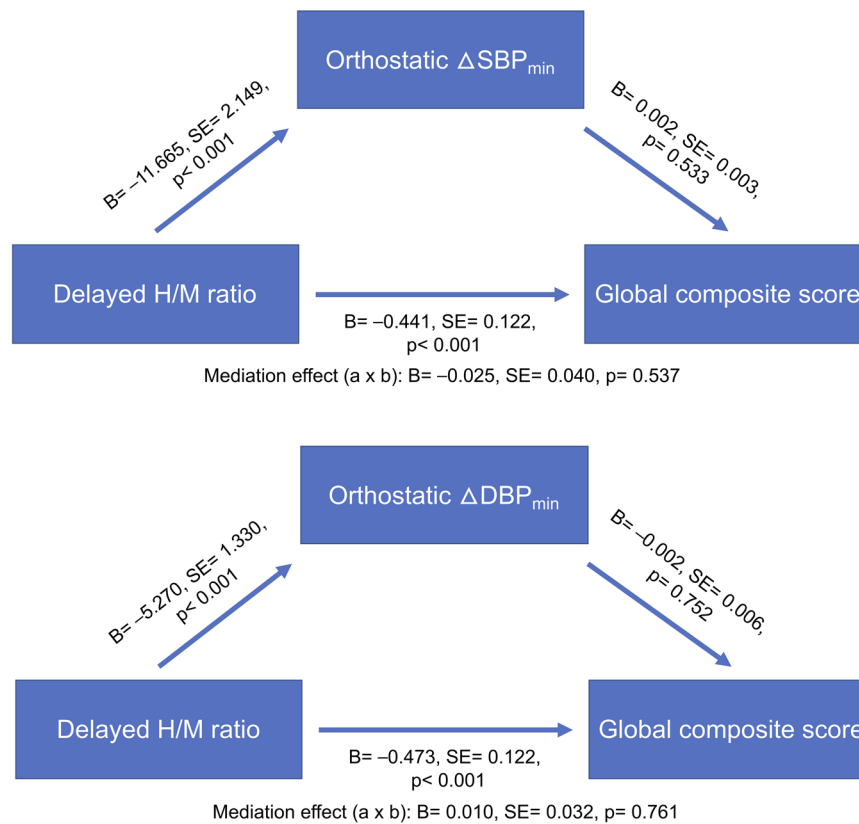 Orthostatic △SBPmin
B= −11.665, SE= 2.149,
p< 0.001
B= 0.002, SE= 0.003,
p= 0.533
Delayed H/M ratio
Global composite score
B= −0.441, SE= 0.122,
p< 0.001
Mediation effect (a x b): B= −0.025, SE= 0.040, p= 0.537
Orthostatic △DBPmin
B= −5.270, SE= 1.330,
p< 0.001
B= −0.002, SE= 0.006,
p= 0.752
Delayed H/M ratio
Global composite score
B= −0.473, SE= 0.122,
p< 0.001
Mediation effect (a x b): B= 0.010, SE= 0.032, p= 0.761